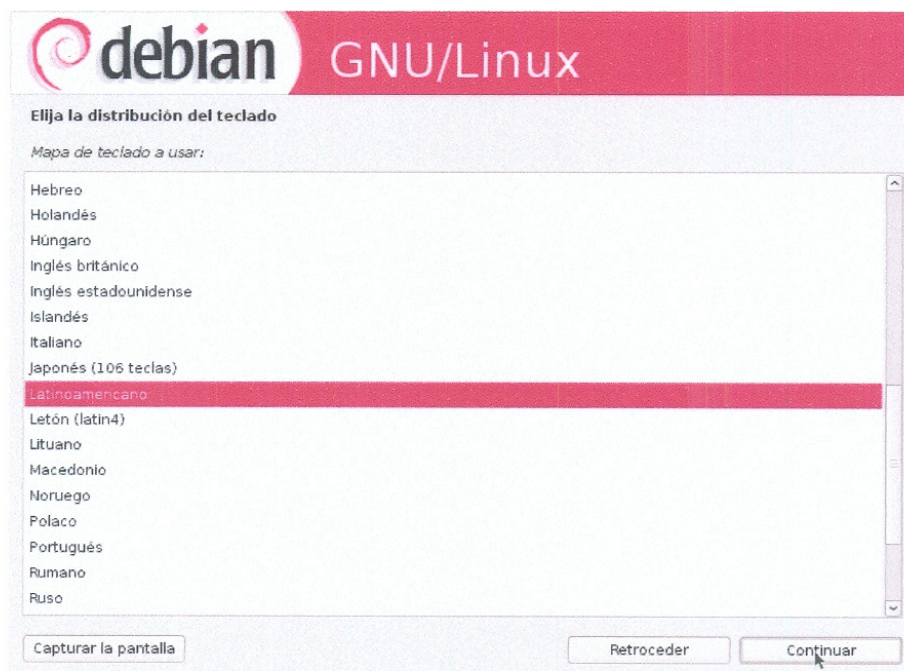 debian GNU/Linux
Elija la distribución del teclado
Mapa de teclado a usar:
Hebreo
Holandés
Húngaro
Inglés británico
Inglés estadounidense
Islandés
Italiano
Japonés (106 teclas)
Latinoamericano
Letón (latin4)
Lituano
Macedonio
Noruego
Polaco
Portugués
Rumano
Ruso
Capturar la pantalla Retroceder Continuar